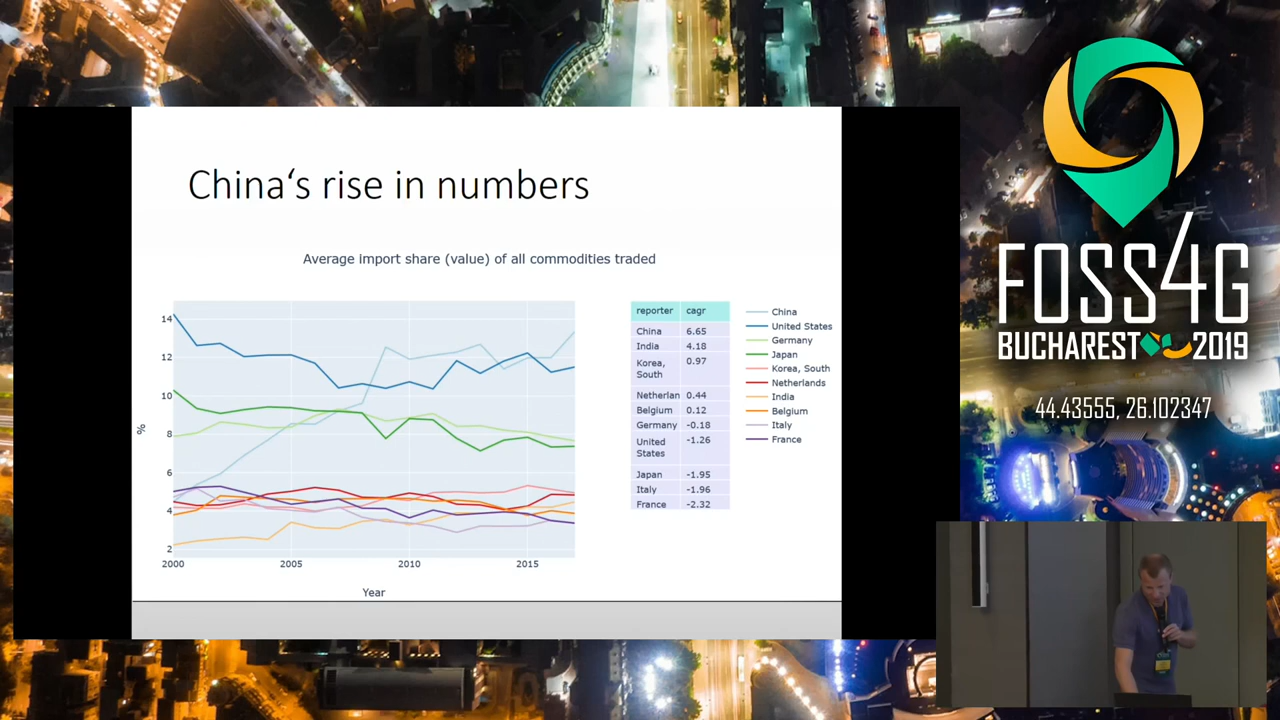 China‘s rise in numbers
Average import share (value) of all commodities traded
14
12
10
8
6
4
2
%
2000
2005
2010
2015
Year
reporter cagr
China 6.65
India 4.18
Korea, 0.97
South
Netherlan 0.44
Belgium 0.12
Germany -0.18
United -1.26
States
Japan -1.95
Italy -1.96
France -2.32
China
United States
Germany
Japan
Korea, South
Netherlands
India
Belgium
Italy
France
FOSS4G
BUCHAREST 2019
44.43555, 26.102347